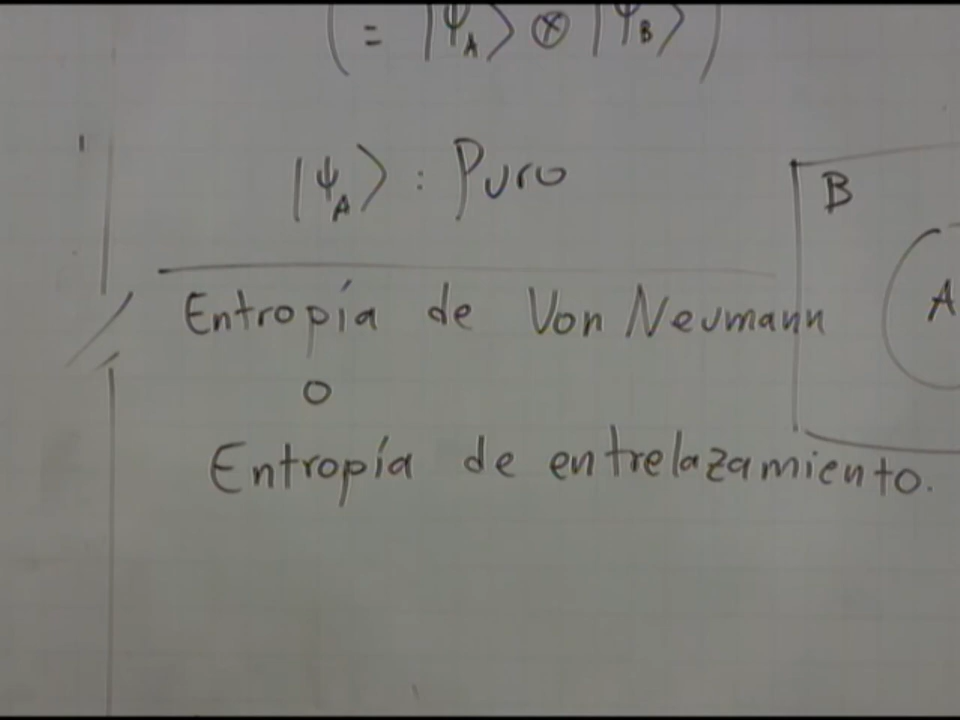 ( = |ψ_A⟩ ⊗ |ψ_B⟩ )
|ψ_A⟩ : Puro
B
A
Entropía de Von Neumann
o
Entropía de entrelazamiento.